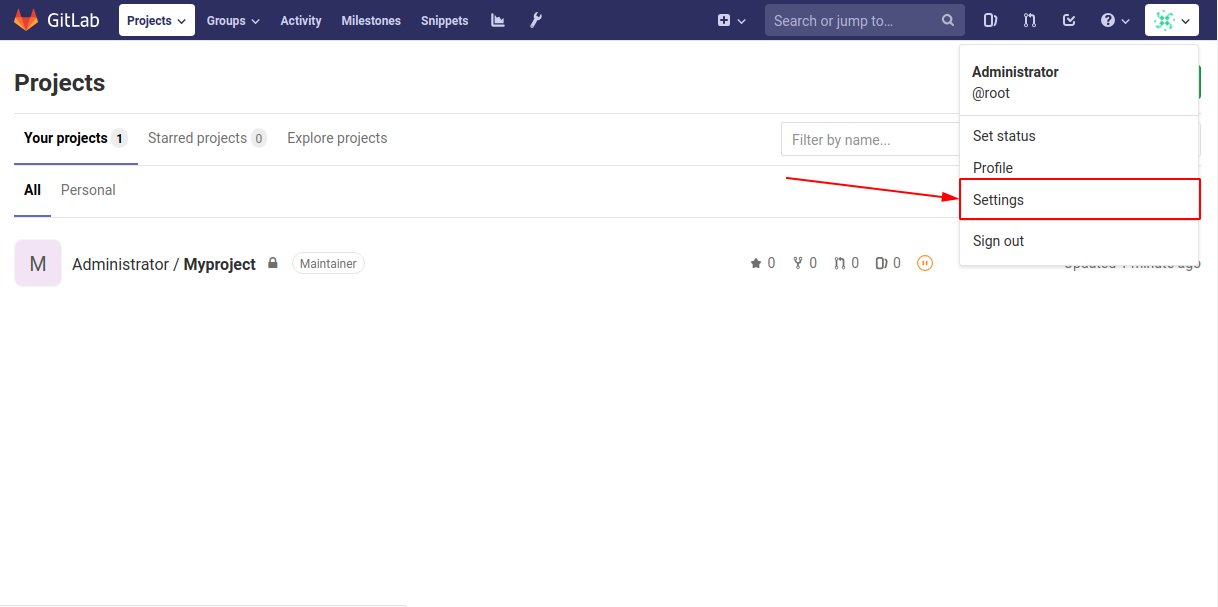 GitLab Projects Groups Activity Milestones Snippets Search or jump to...
Projects
Administrator
@root
Your projects 1 Starred projects 0 Explore projects Filter by name...
Set status
Profile
All Personal
Settings
Sign out
M Administrator / Myproject Maintainer 0 0 0 0 Updated 1 minute ago